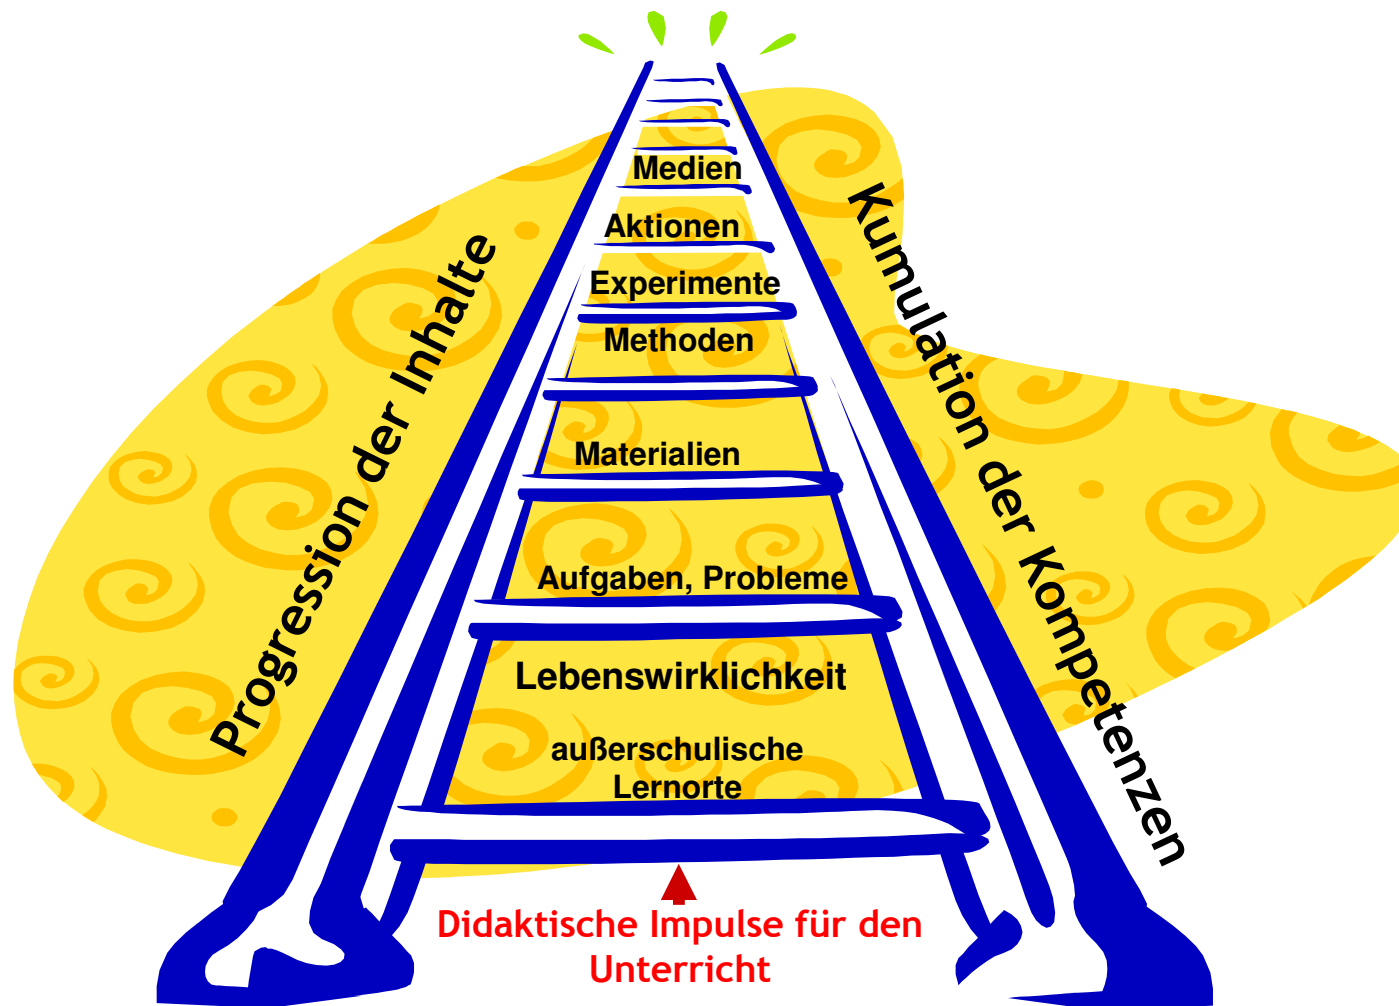 Medien
Aktionen
Experimente
Methoden
Materialien
Aufgaben, Probleme
Lebenswirklichkeit
außerschulische
Lernorte
Progression der Inhalte
Kumulation der Kompetenzen
Didaktische Impulse für den
Unterricht